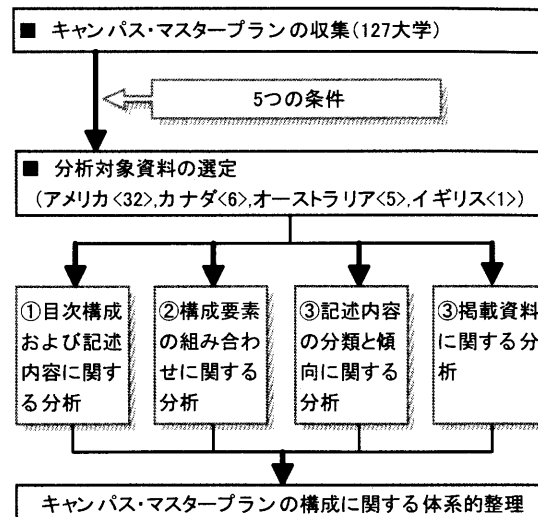 ■ キャンパス・マスタープランの収集(127大学)
5つの条件
■ 分析対象資料の選定
(アメリカ<32>,カナダ<6>,オーストラリア<5>,イギリス<1>)
①目次構成
および記述
内容に関す
る分析
②構成要素
の組み合わ
せに関する
分析
③記述内容
の分類と傾
向に関する
分析
③掲載資料
に関する分
析
キャンパス・マスタープランの構成に関する体系的整理